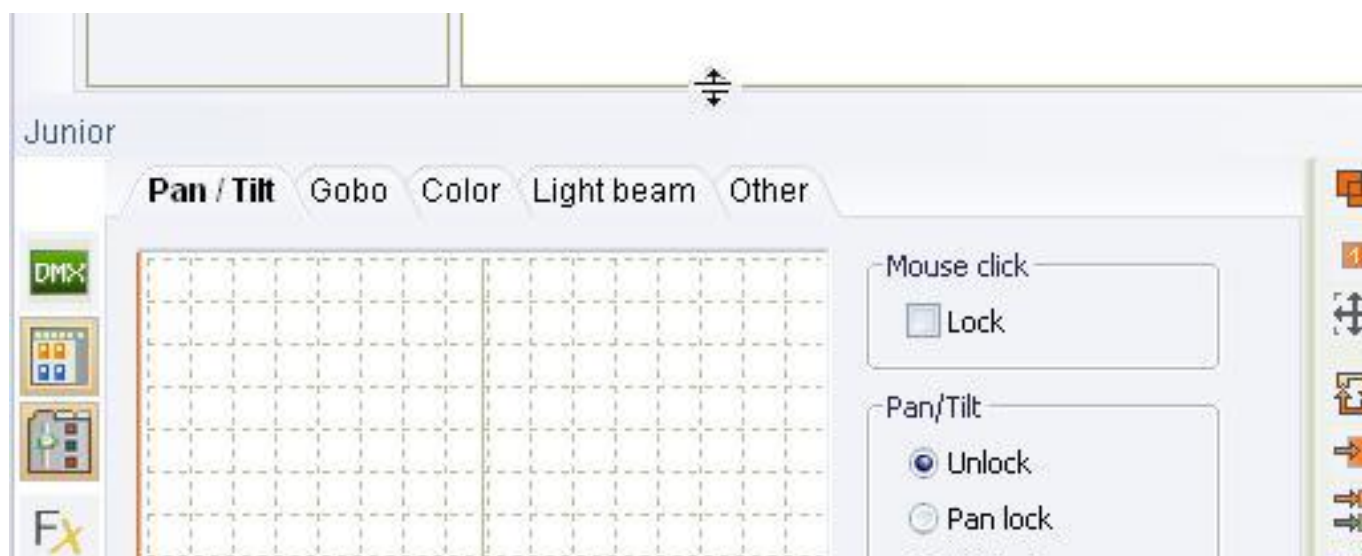 Junior
Pan / Tilt Gobo Color Light beam Other
DMX
Mouse click
Lock
Pan/Tilt
Unlock
Fx
Pan lock